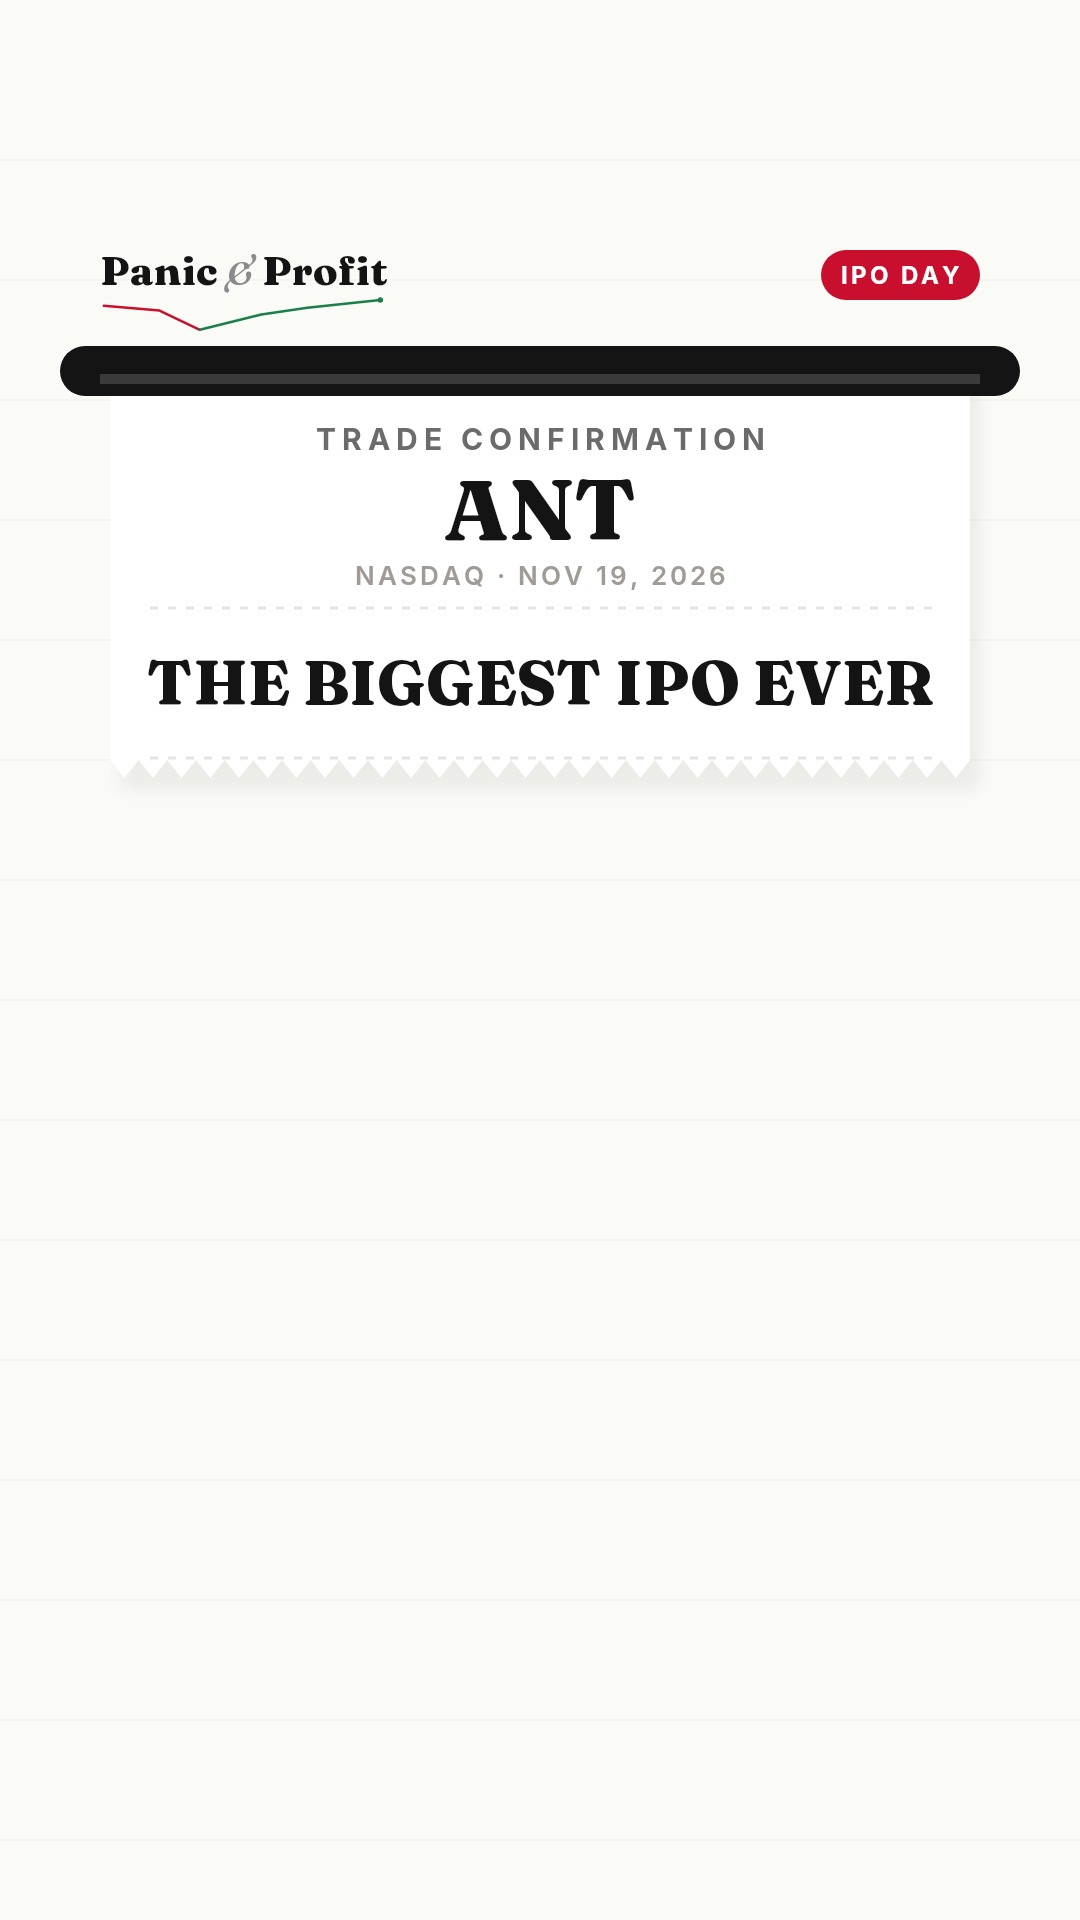 Panic & Profit
IPO DAY
TRADE CONFIRMATION
ANT
NASDAQ · NOV 19, 2026
THE BIGGEST IPO EVER